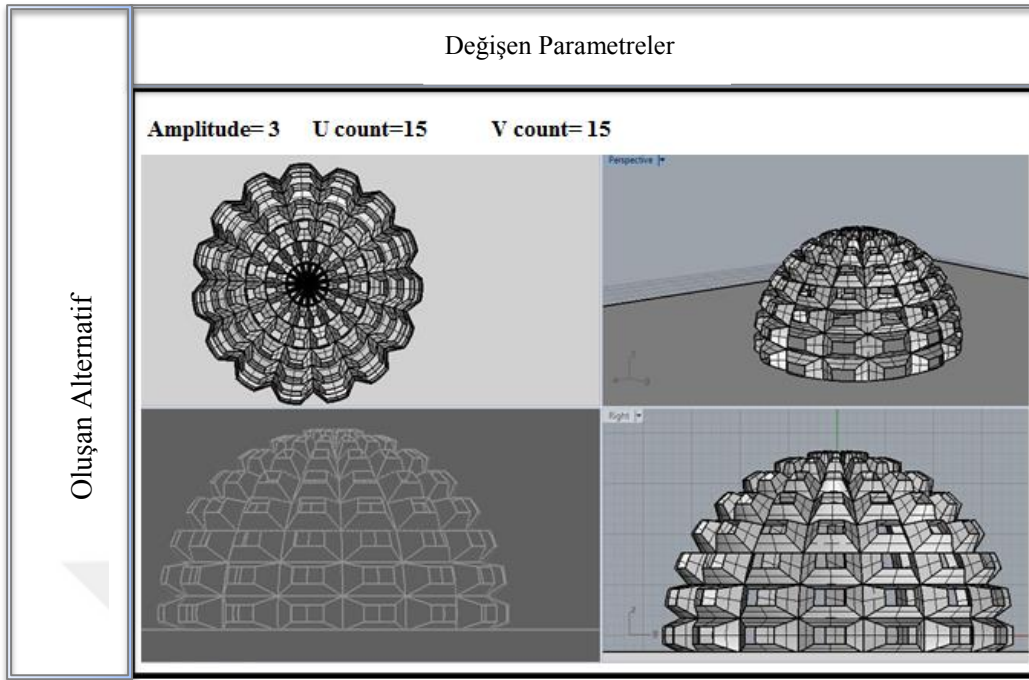 Değişen Parametreler
Amplitude= 3 U count=15 V count= 15
Oluşan Alternatif
Perspective
Right